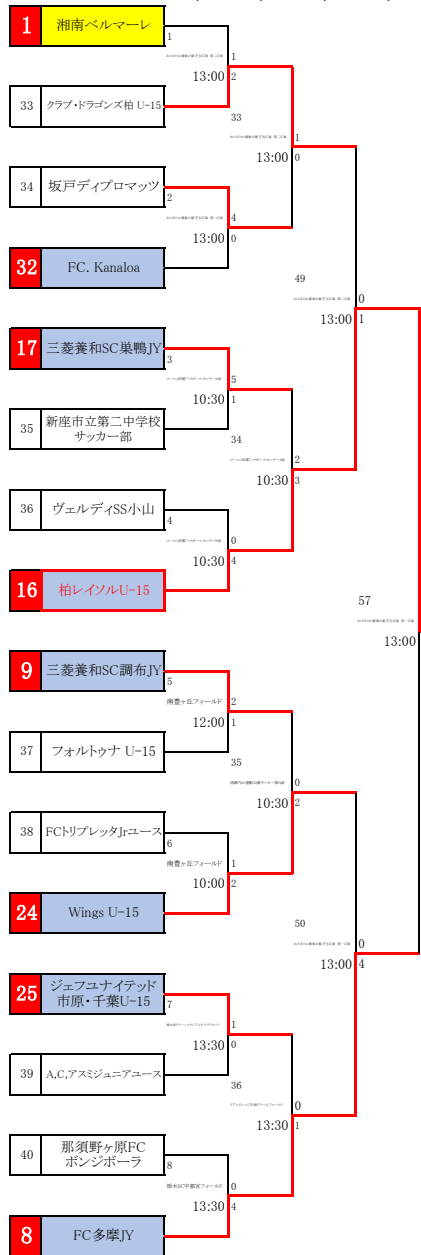 1 湘南ベルマーレ
1
1
13:00 2
33 クラブ・ドラゴンズ柏 U-15
33
1
13:00 0
34 坂戸ディプロマッツ
2
4
13:00 0
32 FC. Kanaloa
49
0
13:00 1
17 三菱養和SC巣鴨JY
3
5
10:30 1
35 新座市立第二中学校
サッカー部
34
2
10:30 3
36 ヴェルディSS小山
4
0
10:30 4
16 柏レイソルU-15
57
13:00
9 三菱養和SC調布JY
5
南豊ヶ丘フィールド 2
12:00 1
37 フォルトゥナ U-15
35
0
10:30 2
38 FCトリプレッタJrユース
6
南豊ヶ丘フィールド 1
10:00 2
24 Wings U-15
50
0
13:00 4
25 ジェフユナイテッド
市原・千葉U-15
7
1
13:30 0
39 A,C,アスミジュニアユース
36
0
13:30 1
40 那須野ヶ原FC
ボンジボーラ
8
栃木SC宇都宮フィールド 0
13:30 4
8 FC多摩JY